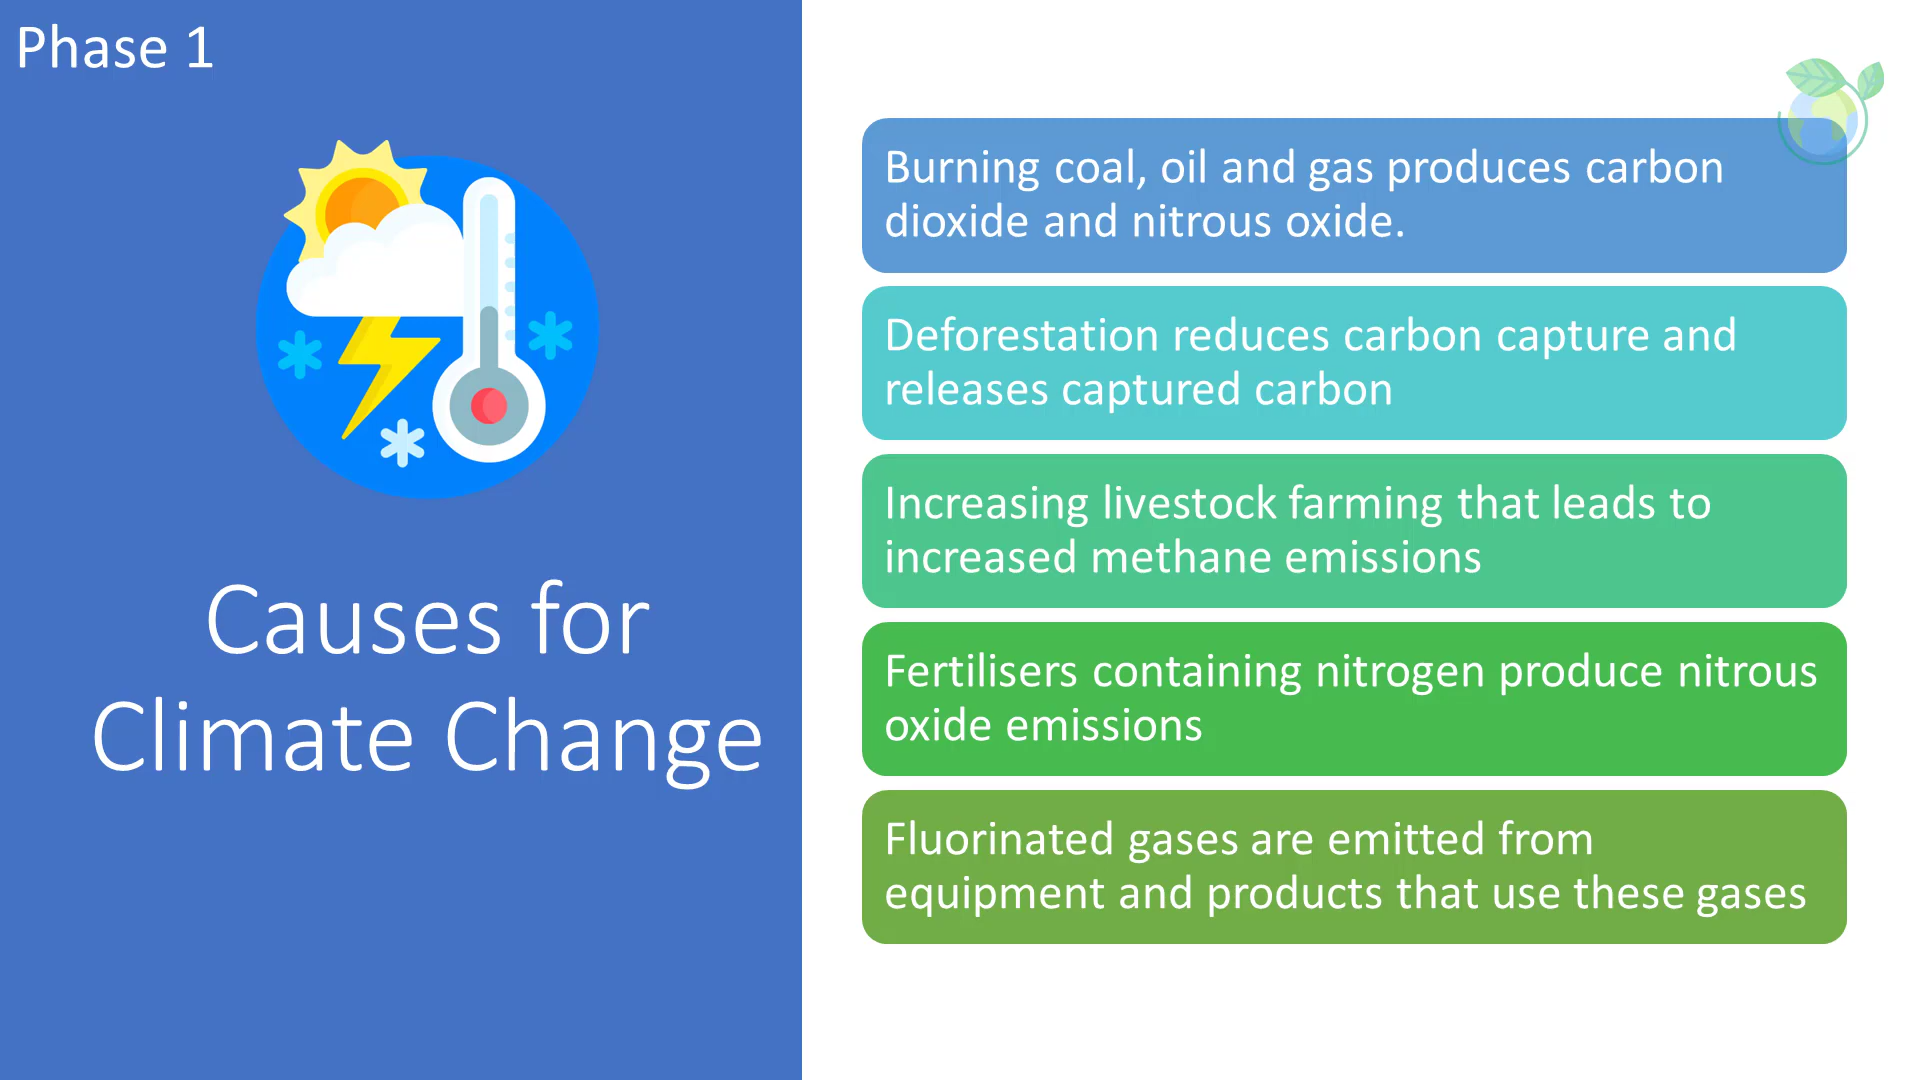 Phase 1
Causes for
Climate Change
Burning coal, oil and gas produces carbon
dioxide and nitrous oxide.
Deforestation reduces carbon capture and
releases captured carbon
Increasing livestock farming that leads to
increased methane emissions
Fertilisers containing nitrogen produce nitrous
oxide emissions
Fluorinated gases are emitted from
equipment and products that use these gases